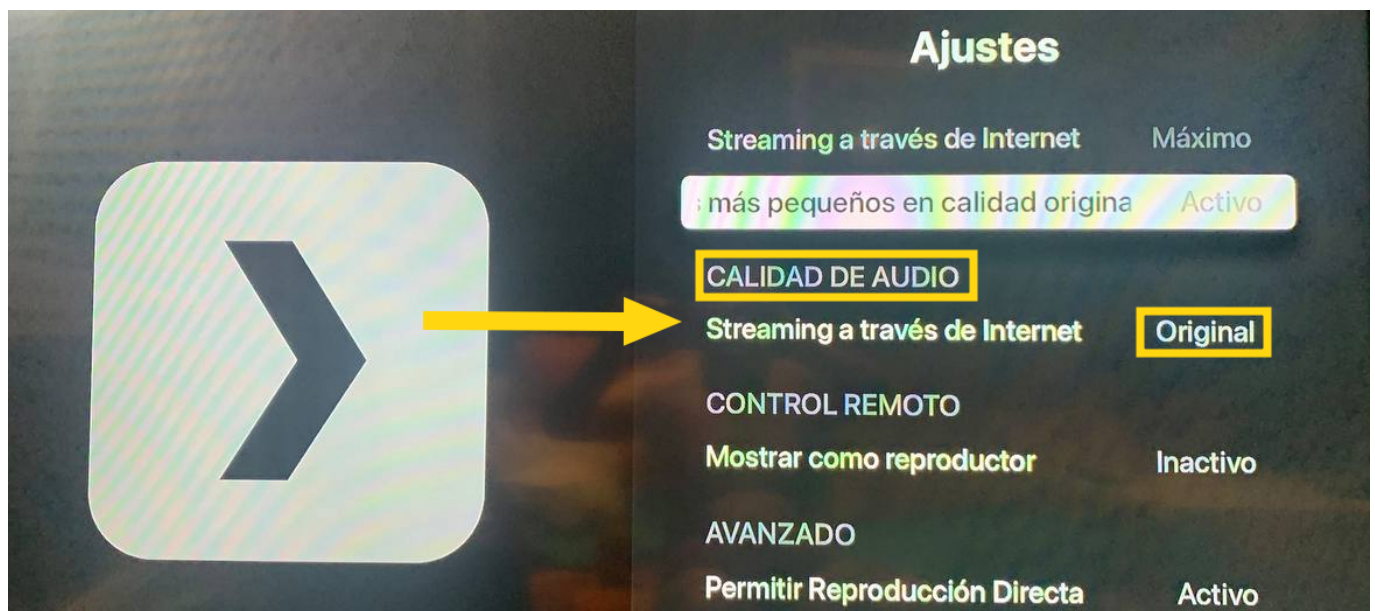 Ajustes
Streaming a través de Internet Máximo
más pequeños en calidad origina Activo
CALIDAD DE AUDIO
Streaming a través de Internet Original
CONTROL REMOTO
Mostrar como reproductor Inactivo
AVANZADO
Permitir Reproducción Directa Activo